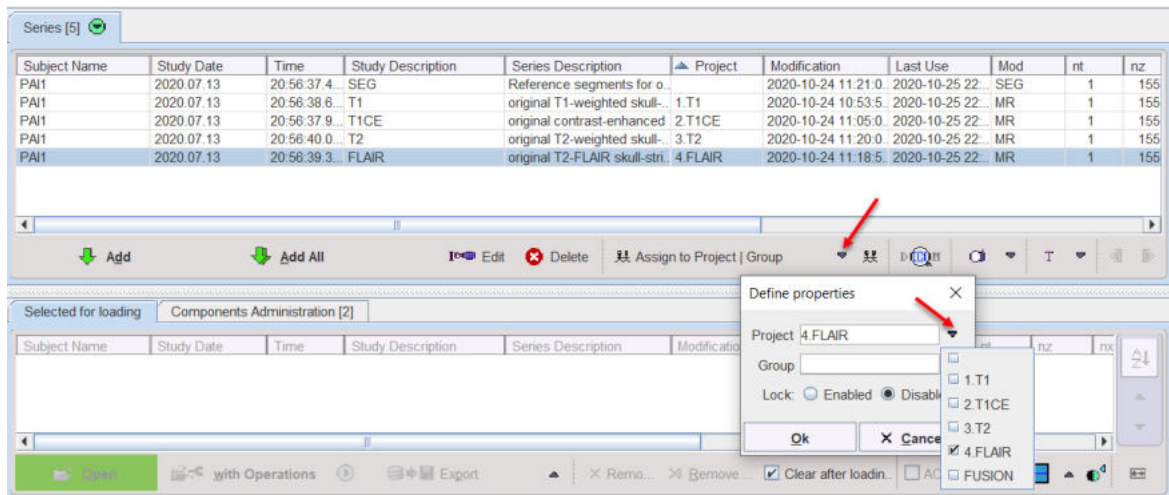 Series [5]
Subject Name Study Date Time Study Description Series Description Project Modification Last Use Mod nt nz
PAI1 2020.07.13 20:56:37.4... SEG Reference segments for o.. 2020-10-24 11:21:0. 2020-10-25 22:.. SEG 1 155
PAI1 2020.07.13 20:56:38.6... T1 original T1-weighted skull-.. 1.T1 2020-10-24 10:53:5. 2020-10-25 22:.. MR 1 155
PAI1 2020.07.13 20:56:37.9... T1CE original contrast-enhanced 2.T1CE 2020-10-24 11:05:0. 2020-10-25 22:.. MR 1 155
PAI1 2020.07.13 20:56:40.0... T2 original T2-weighted skull-.. 3.T2 2020-10-24 11:20:0. 2020-10-25 22:.. MR 1 155
PAI1 2020.07.13 20:56:39.3... FLAIR original T2-FLAIR skull-stri.. 4.FLAIR 2020-10-24 11:18:5. 2020-10-25 22:.. MR 1 155
Add Add All Edit Delete Assign to Project | Group T
Define properties
Selected for loading Components Administration [2]
Project 4.FLAIR
Subject Name Study Date Time Study Description Series Description Modificatio nt nz nx
Group
1.T1
Lock: Enabled Disabl
2.T1CE
3.T2
Ok Cance
4.FLAIR
Open with Operations Export Remo... Remove ... Clear after loadin.. AC FUSION